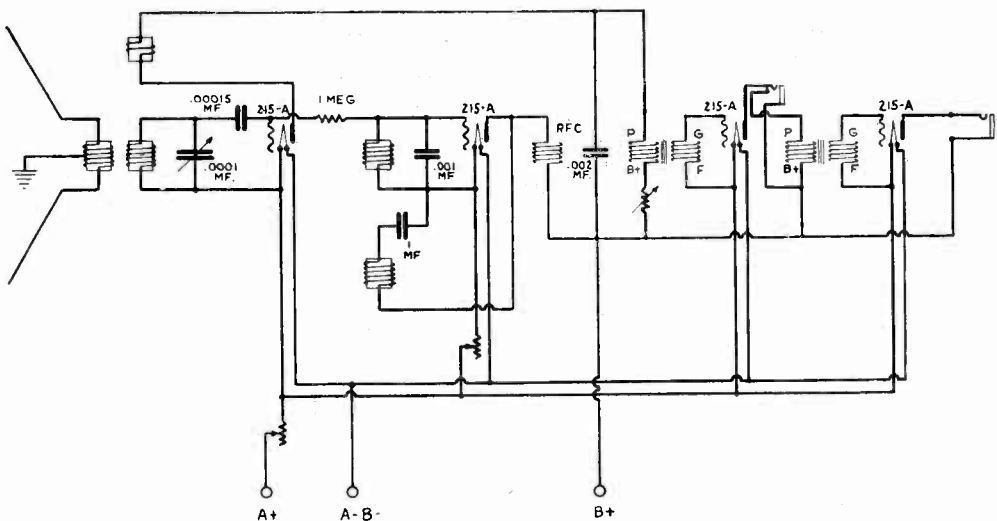 .00015
MF
215-A
1 MEG
215-A
.0001
MF.
.001
MF.
1
MF
RFC
.002
MF.
P
B+
G
F
215-A
P
B+
G
F
215-A
A+
A-B-
B+